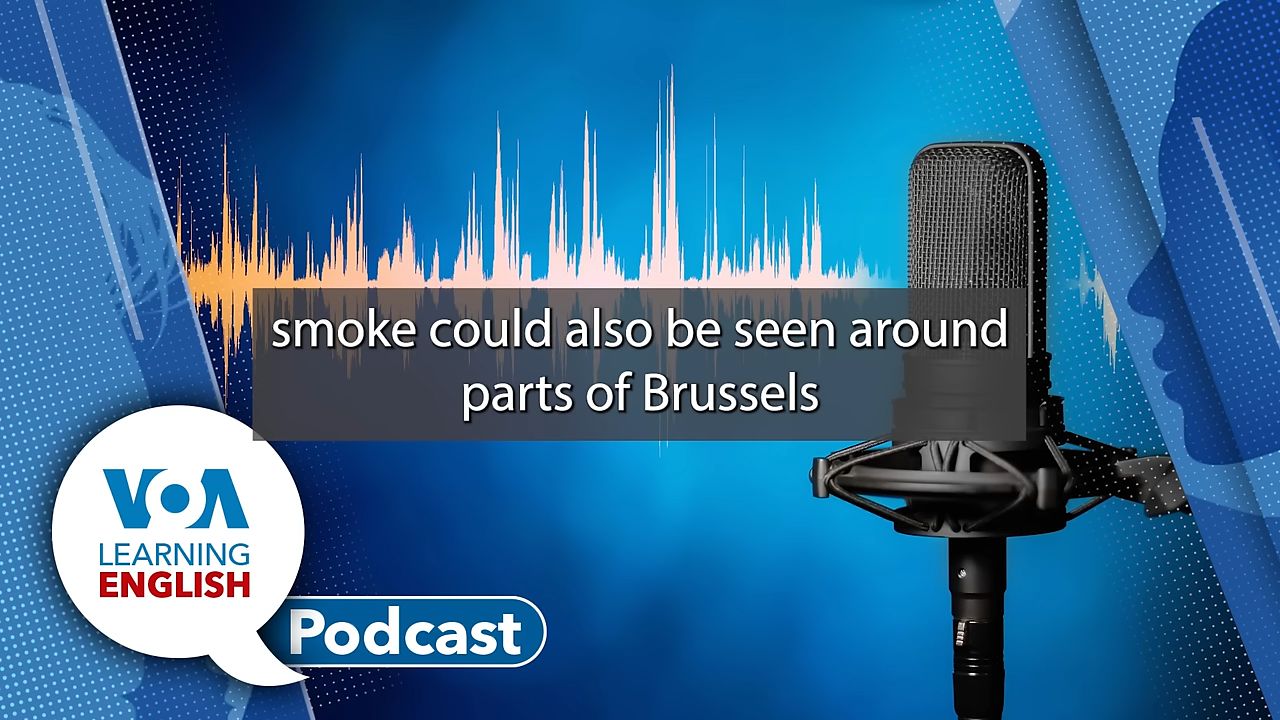 smoke could also be seen around
parts of Brussels
VOA
LEARNING
ENGLISH
Podcast